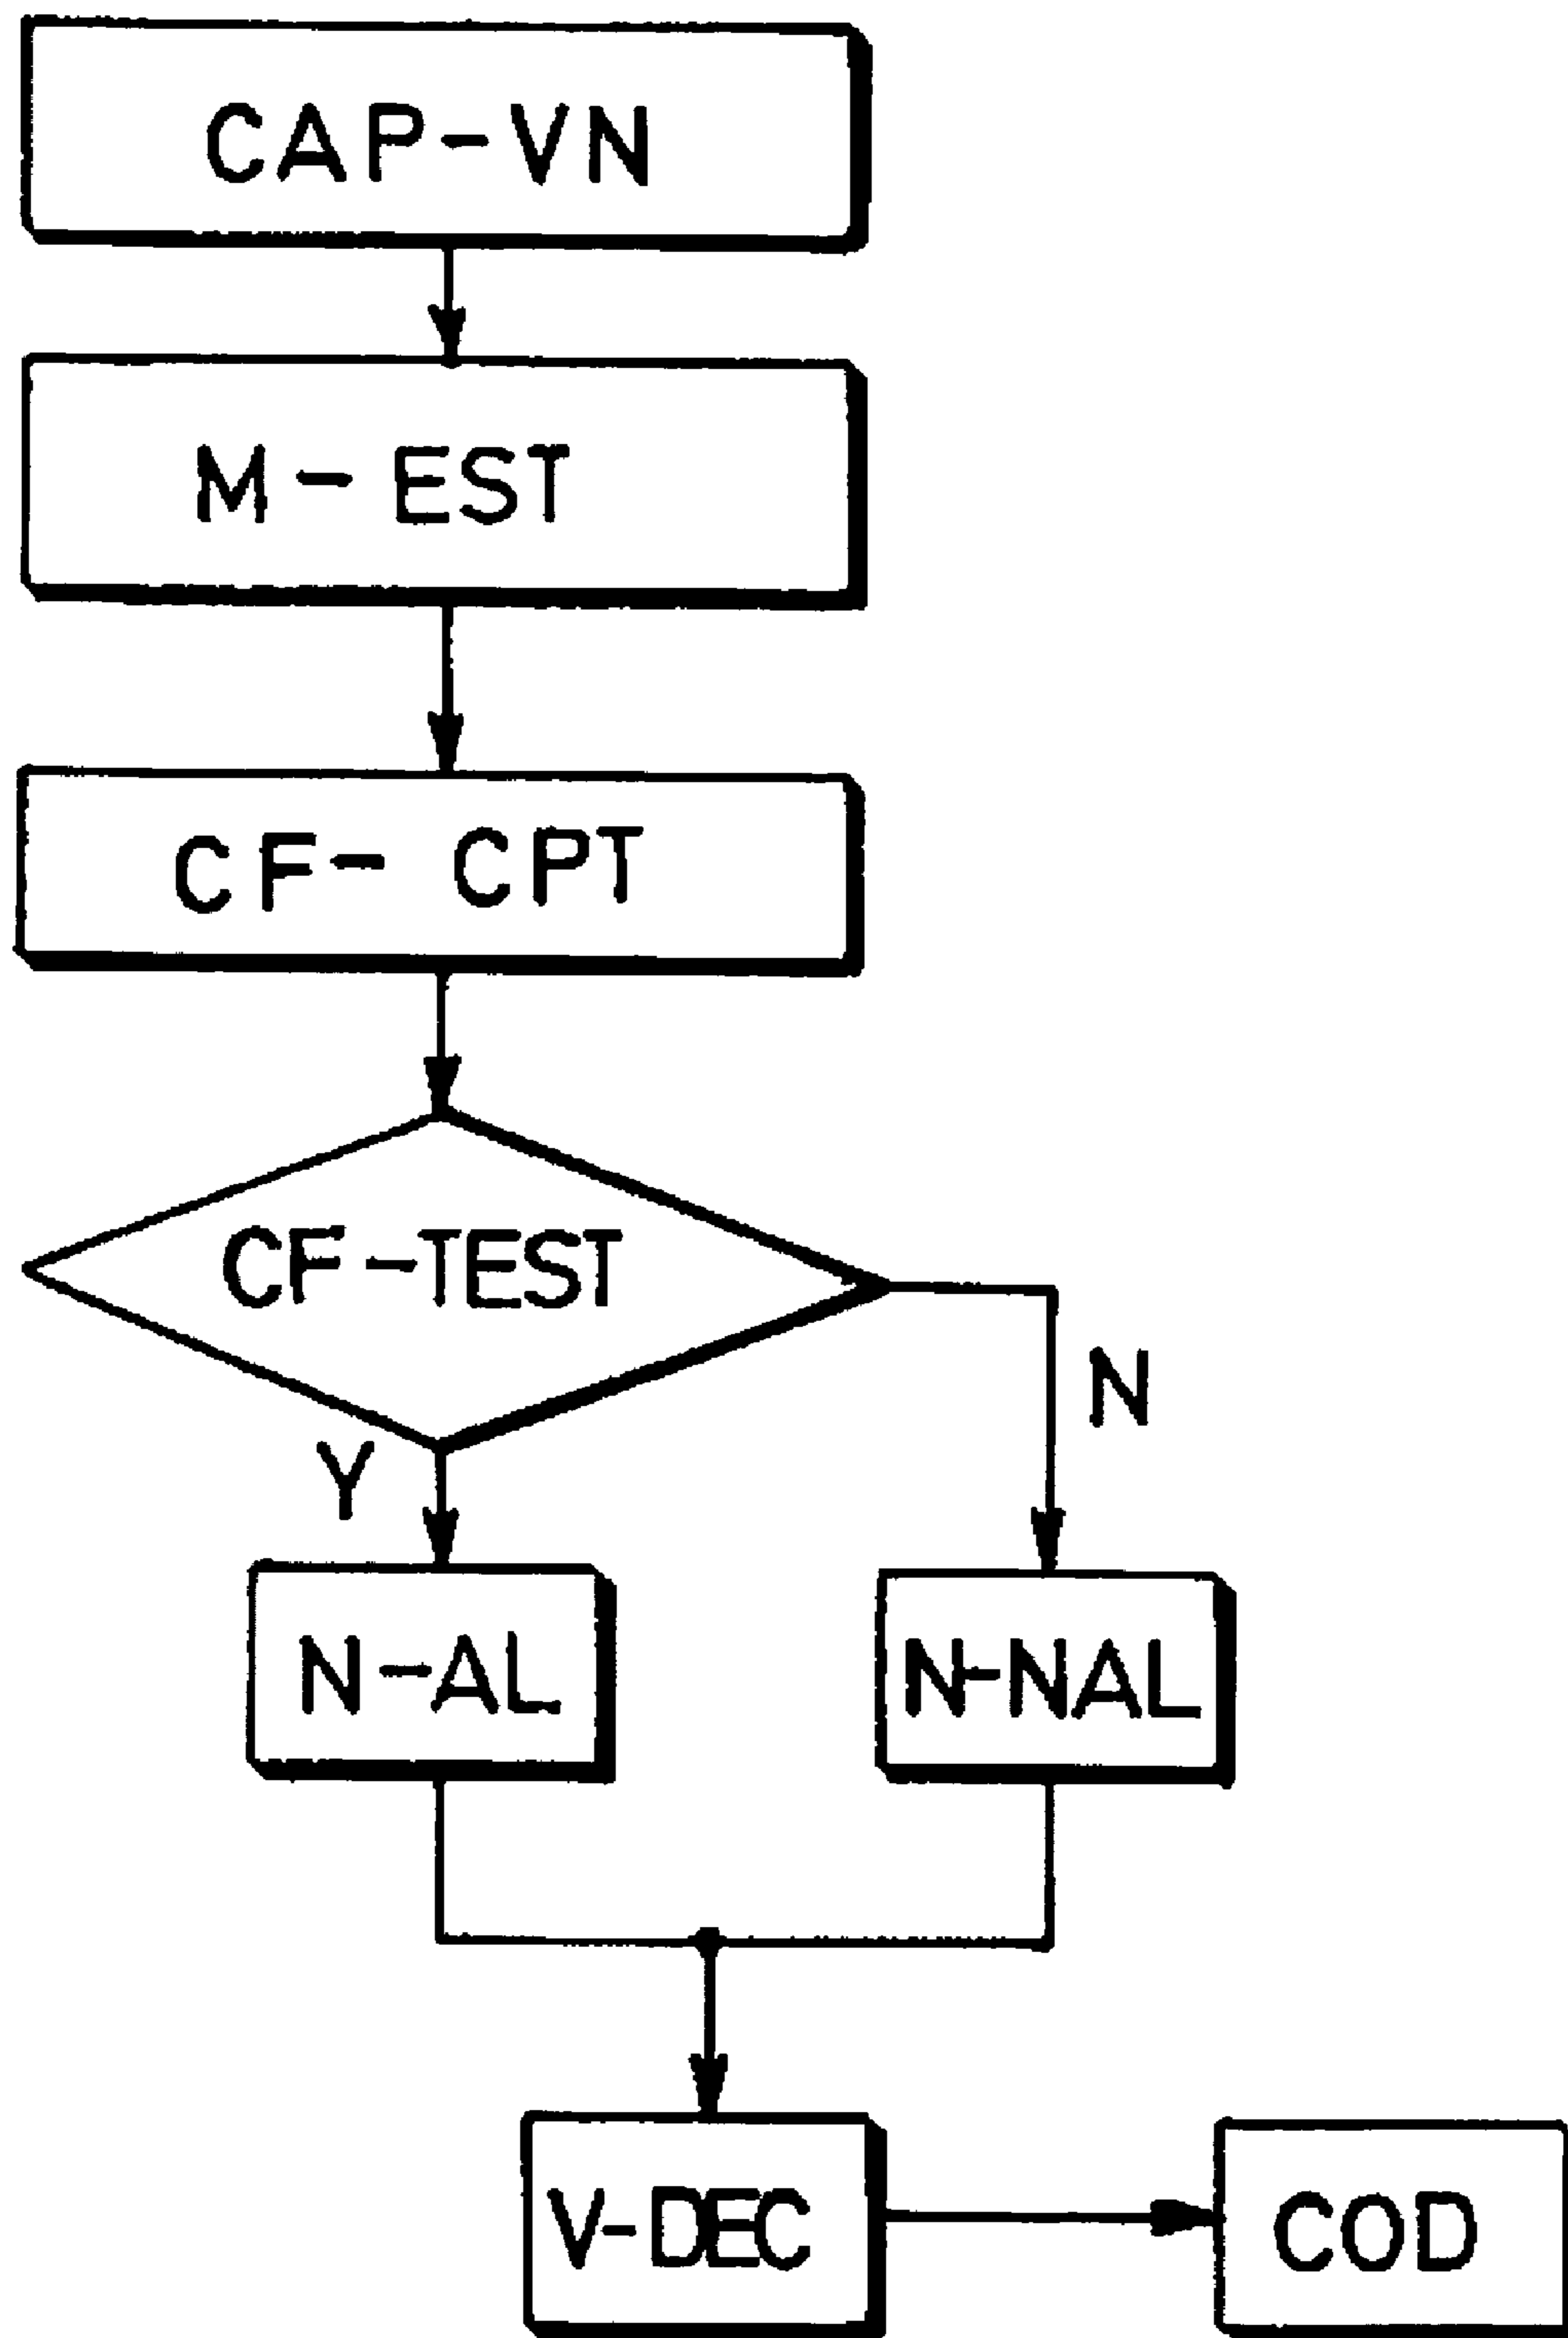 CAP-VN
M-EST
CF-CPT
CF-TEST
N
Y
N-AL
N-NAL
V-DEC
COD